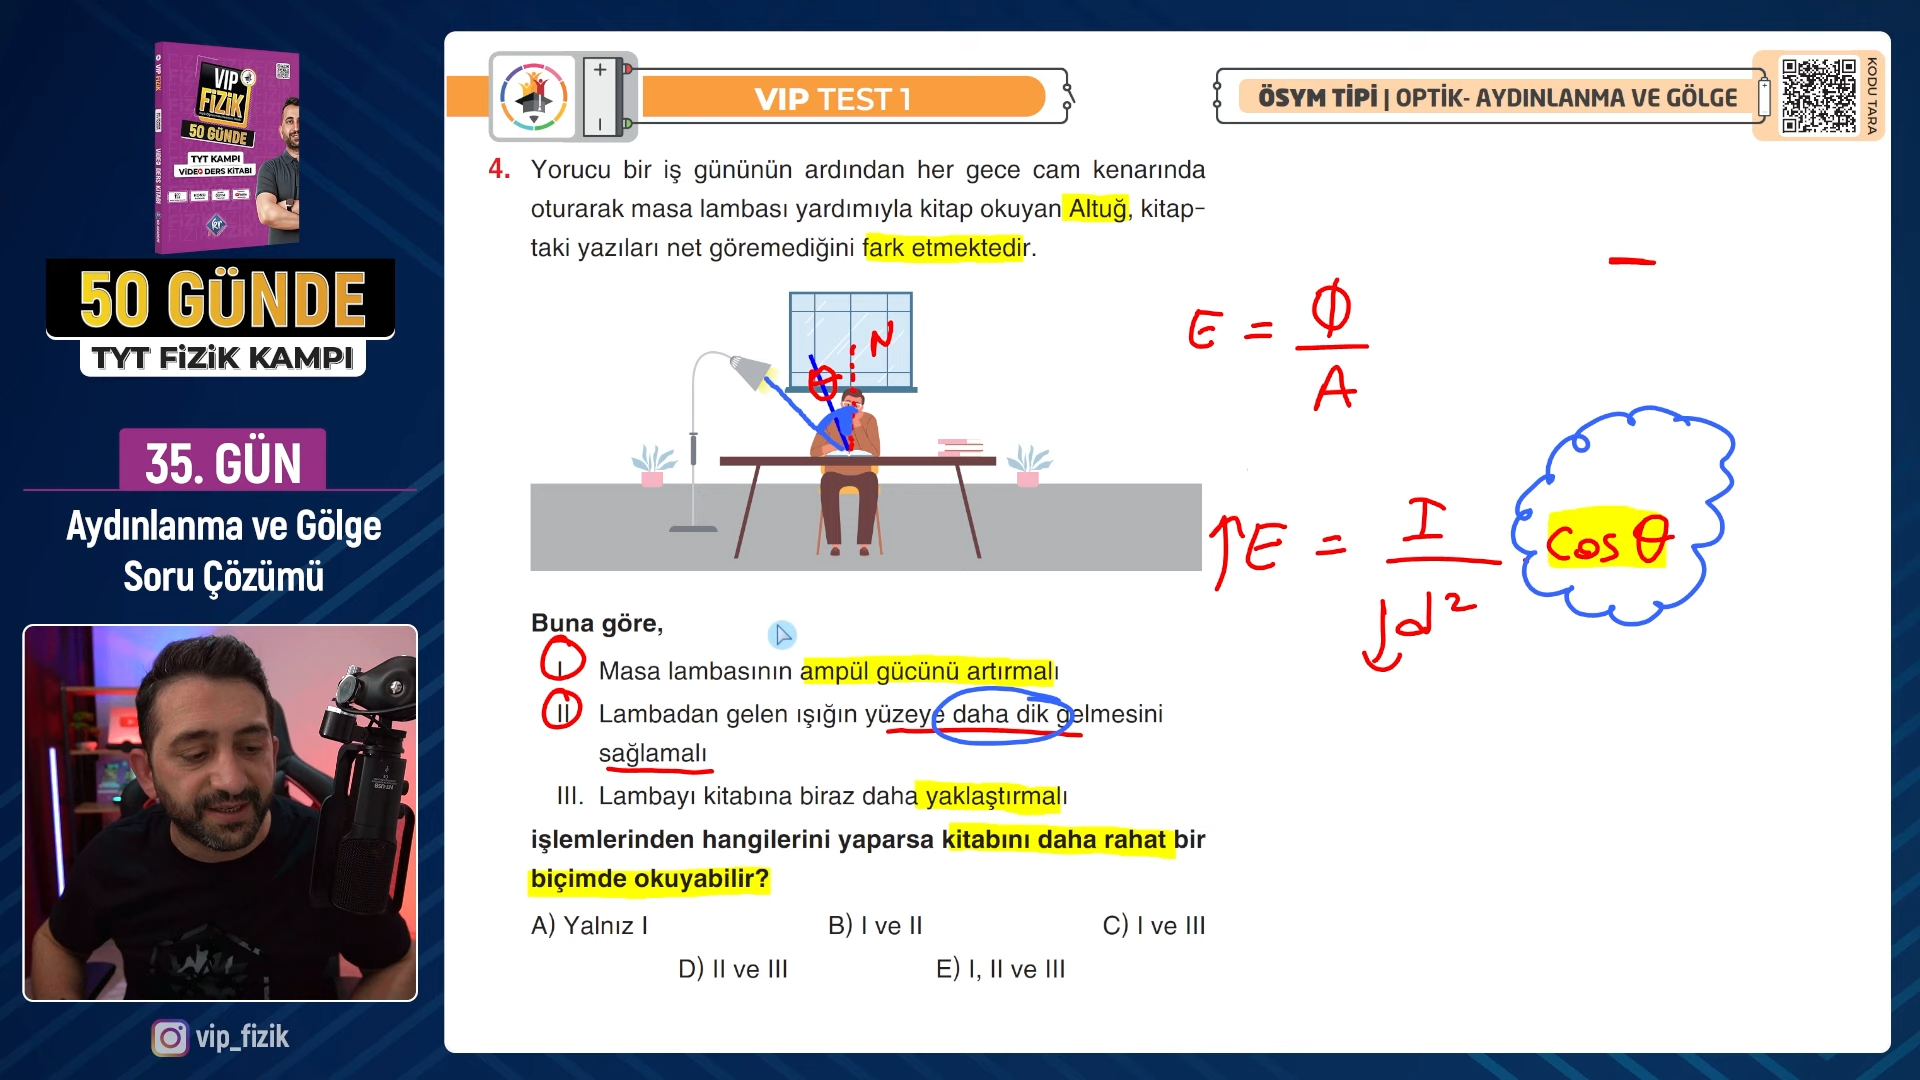 VIP
FİZİK
50 GÜNDE
TYT KAMPI
VİDEO DERS KİTABI
50 GÜNDE
TYT FİZİK KAMPI
35. GÜN
Aydınlanma ve Gölge
Soru Çözümü
vip_fizik
VIP TEST 1
ÖSYM TİPİ | OPTİK- AYDINLANMA VE GÖLGE
KODU TARA
4. Yorucu bir iş gününün ardından her gece cam kenarında
oturarak masa lambası yardımıyla kitap okuyan Altuğ, kitap-
taki yazıları net göremediğini fark etmektedir.
N
θ
E = Φ / A
↑E = I / ↓d² cos θ
Buna göre,
I. Masa lambasının ampül gücünü artırmalı
II. Lambadan gelen ışığın yüzeye daha dik gelmesini
sağlamalı
III. Lambayı kitabına biraz daha yaklaştırmalı
işlemlerinden hangilerini yaparsa kitabını daha rahat bir
biçimde okuyabilir?
A) Yalnız I B) I ve II C) I ve III
D) II ve III E) I, II ve III